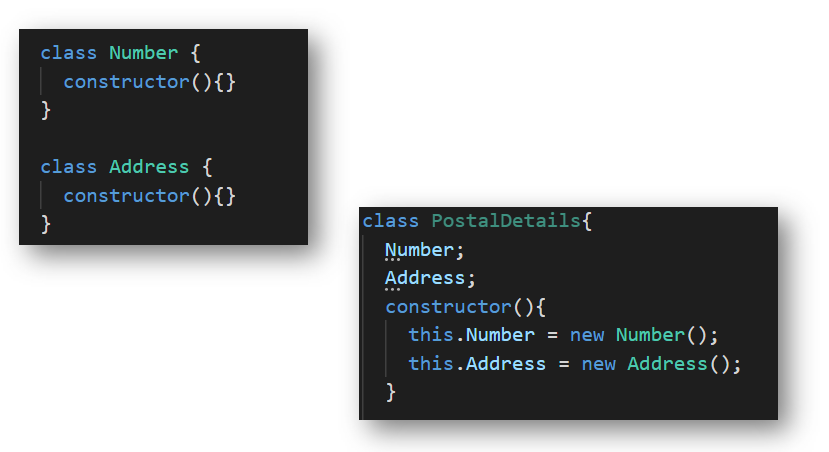 class Number {
constructor(){}
}
class Address {
constructor(){}
}
class PostalDetails{
Number;
Address;
constructor(){
this.Number = new Number();
this.Address = new Address();
}